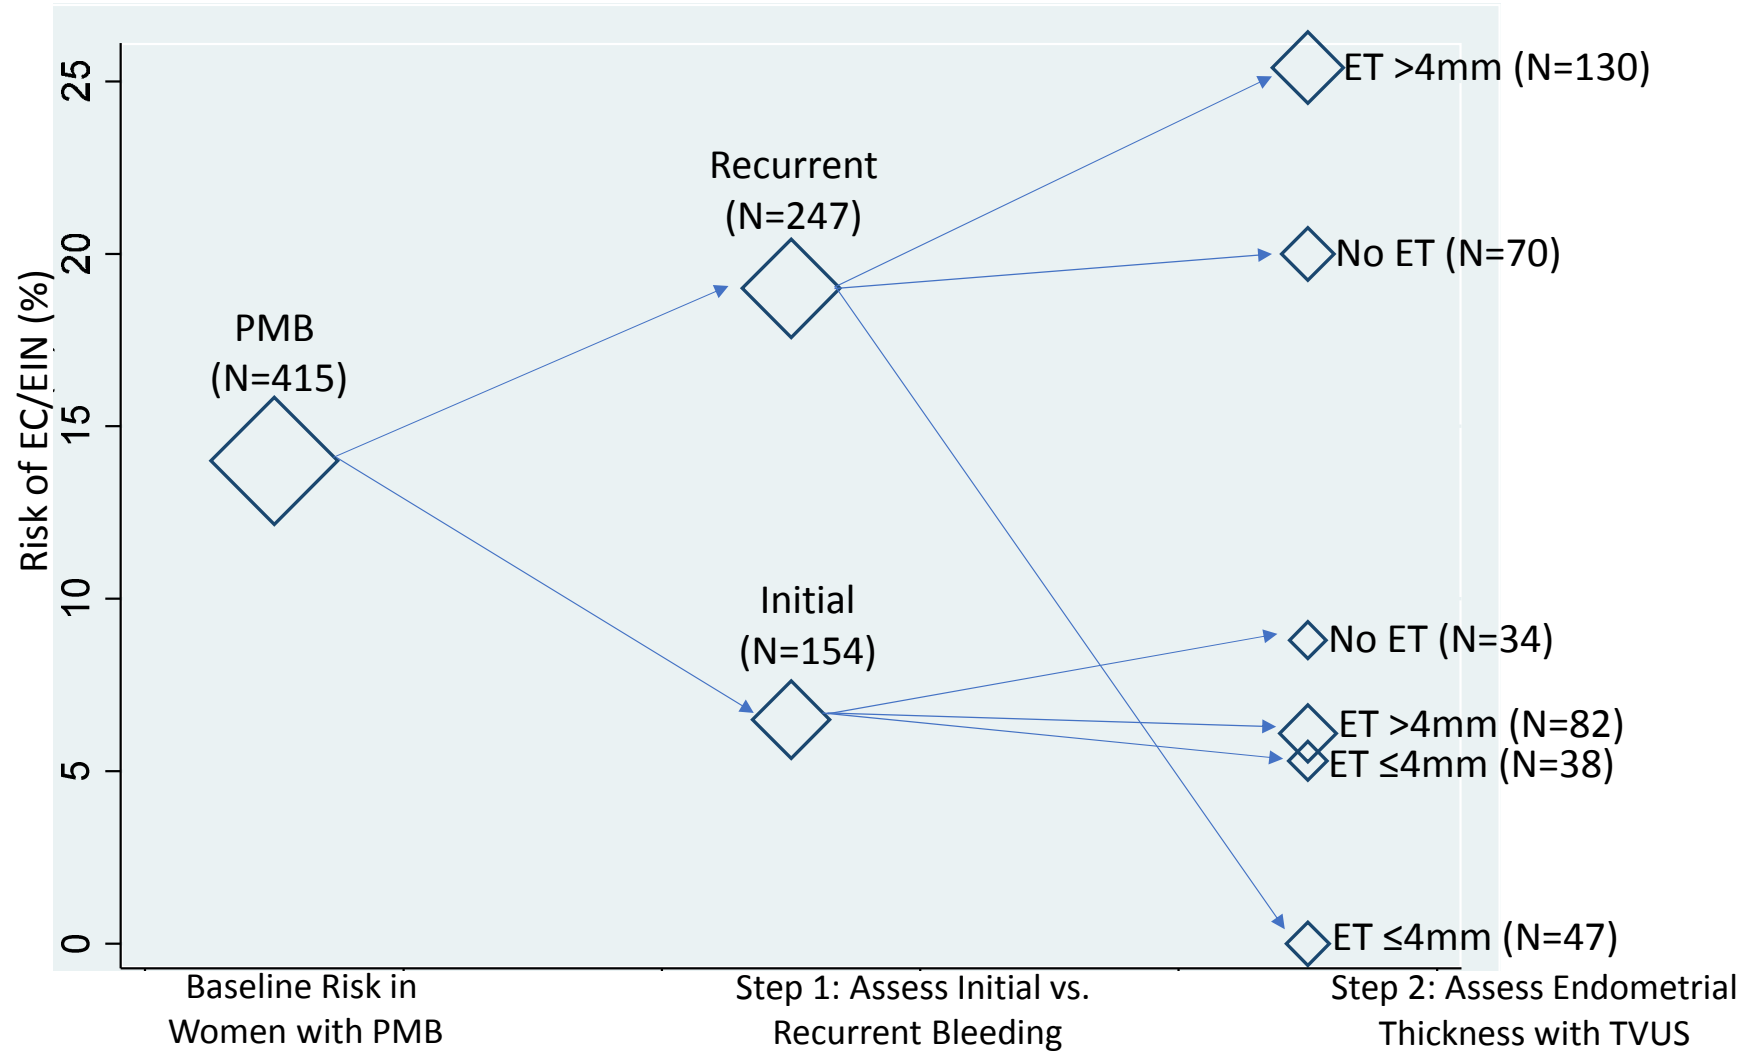 Risk of EC/EIN (%)
25
20
15
10
5
0
PMB
(N=415)
Recurrent
(N=247)
Initial
(N=154)
ET >4mm (N=130)
No ET (N=70)
No ET (N=34)
ET >4mm (N=82)
ET ≤4mm (N=38)
ET ≤4mm (N=47)
Baseline Risk in
Women with PMB
Step 1: Assess Initial vs.
Recurrent Bleeding
Step 2: Assess Endometrial
Thickness with TVUS